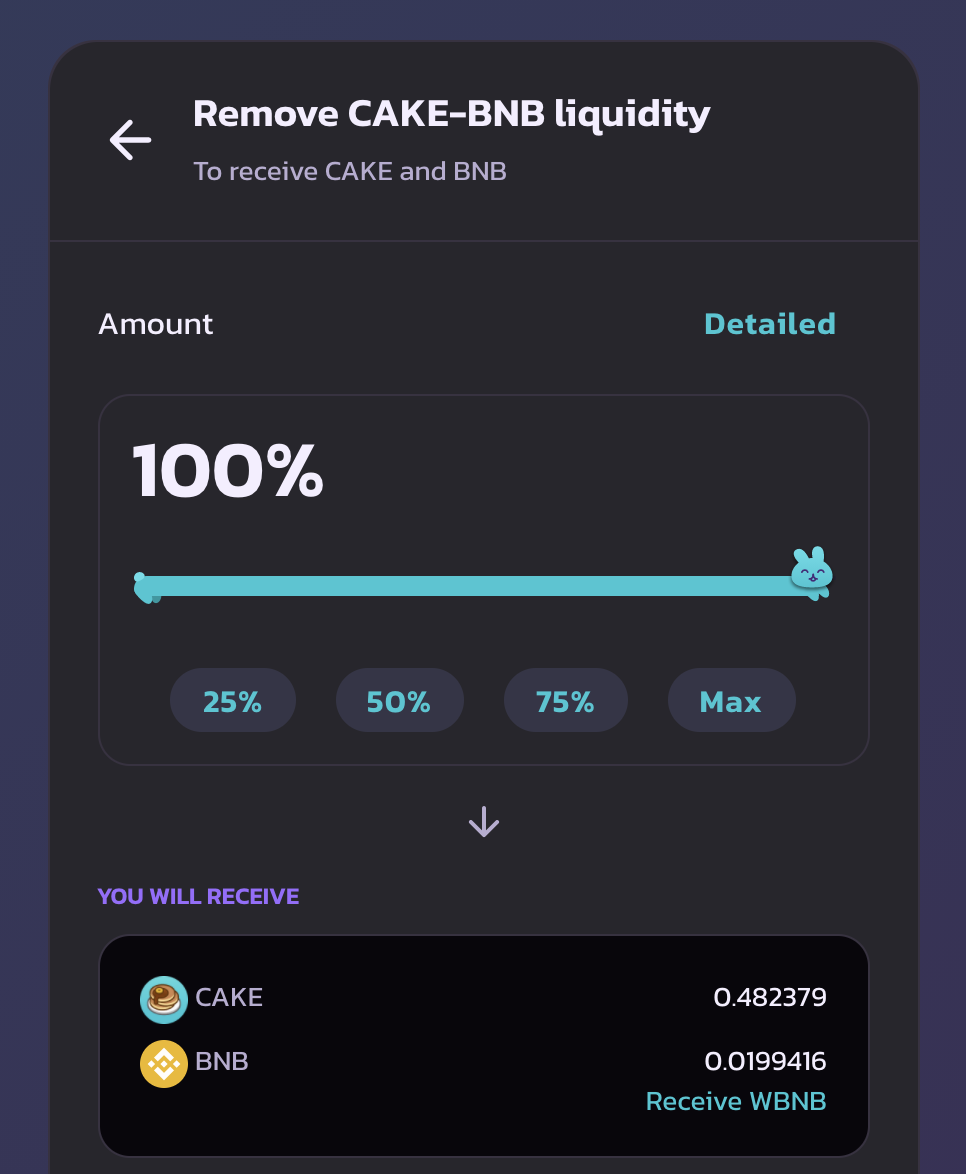 Remove CAKE-BNB liquidity
To receive CAKE and BNB
Amount Detailed
100%
25% 50% 75% Max
YOU WILL RECEIVE
CAKE 0.482379
BNB 0.0199416
Receive WBNB